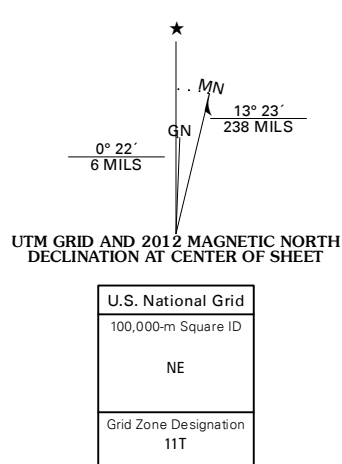 ★
MN
GN
13° 23´
238 MILS
0° 22´
6 MILS
UTM GRID AND 2012 MAGNETIC NORTH
DECLINATION AT CENTER OF SHEET
U.S. National Grid
100,000-m Square ID
NE
Grid Zone Designation
11T